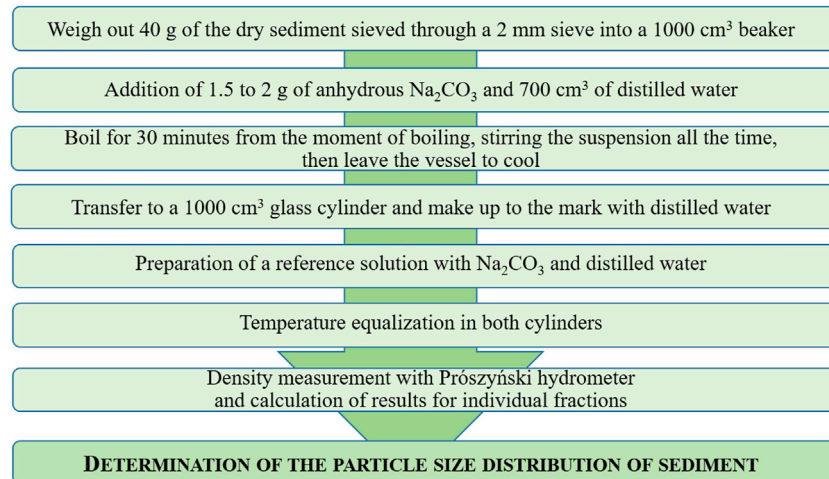 Weigh out 40 g of the dry sediment sieved through a 2 mm sieve into a 1000 cm³ beaker
Addition of 1.5 to 2 g of anhydrous Na₂CO₃ and 700 cm³ of distilled water
Boil for 30 minutes from the moment of boiling, stirring the suspension all the time,
then leave the vessel to cool
Transfer to a 1000 cm³ glass cylinder and make up to the mark with distilled water
Preparation of a reference solution with Na₂CO₃ and distilled water
Temperature equalization in both cylinders
Density measurement with Prószyński hydrometer
and calculation of results for individual fractions
DETERMINATION OF THE PARTICLE SIZE DISTRIBUTION OF SEDIMENT